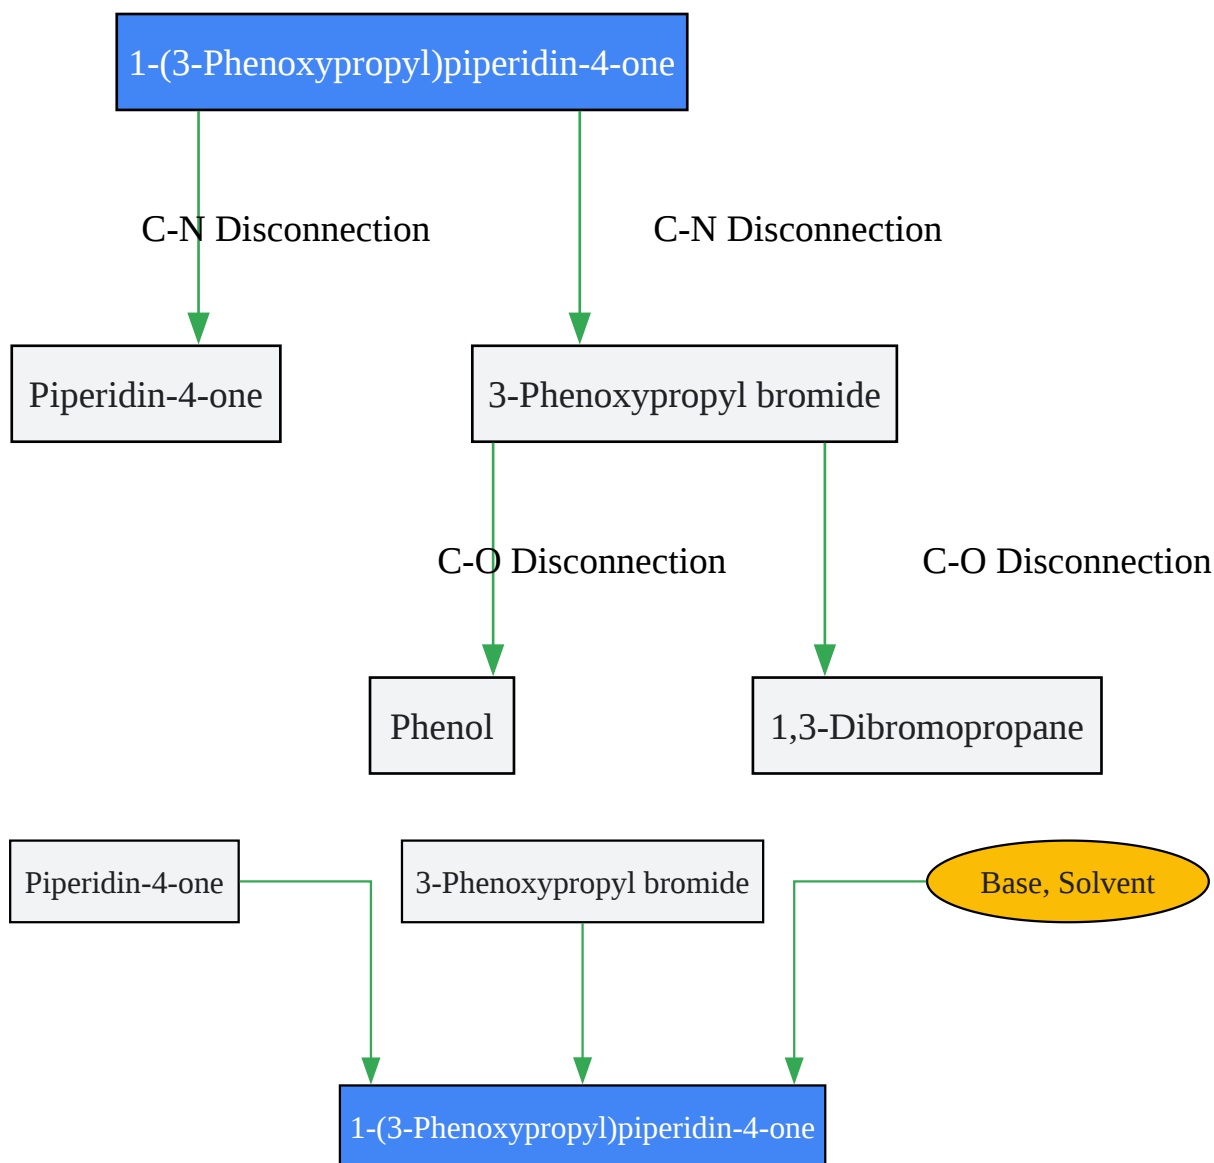 1-(3-Phenoxypropyl)piperidin-4-one
C-N Disconnection
C-N Disconnection
Piperidin-4-one
3-Phenoxypropyl bromide
C-O Disconnection
C-O Disconnection
Phenol
1,3-Dibromopropane
Piperidin-4-one
3-Phenoxypropyl bromide
Base, Solvent
1-(3-Phenoxypropyl)piperidin-4-one